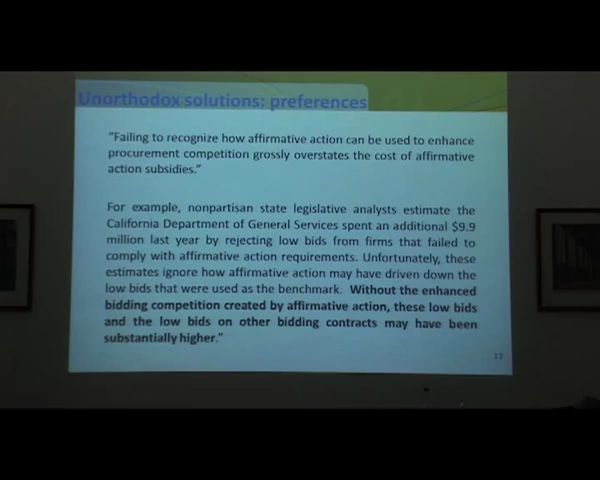 Unorthodox solutions: preferences
"Failing to recognize how affirmative action can be used to enhance
procurement competition grossly overstates the cost of affirmative
action subsidies."
For example, nonpartisan state legislative analysts estimate the
California Department of General Services spent an additional $9.9
million last year by rejecting low bids from firms that failed to
comply with affirmative action requirements. Unfortunately, these
estimates ignore how affirmative action may have driven down the
low bids that were used as the benchmark. Without the enhanced
bidding competition created by affirmative action, these low bids
and the low bids on other bidding contracts may have been
substantially higher."
13